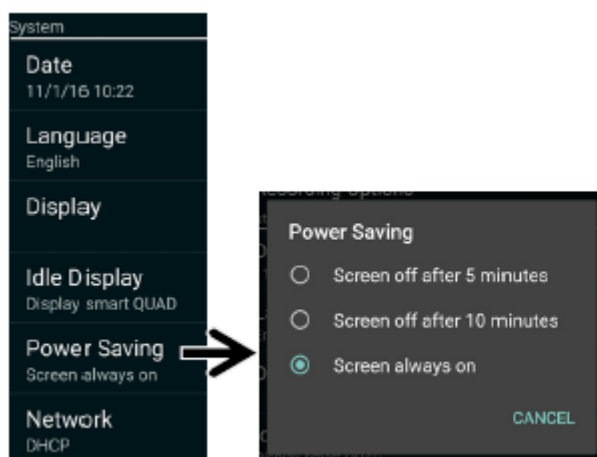 System
Date
11/1/16 10:22
Language
English
Display
Idle Display
Display smart QUAD
Power Saving
Screen always on
Network
DHCP
Recording Options
Power Saving
Screen off after 5 minutes
Screen off after 10 minutes
Screen always on
CANCEL